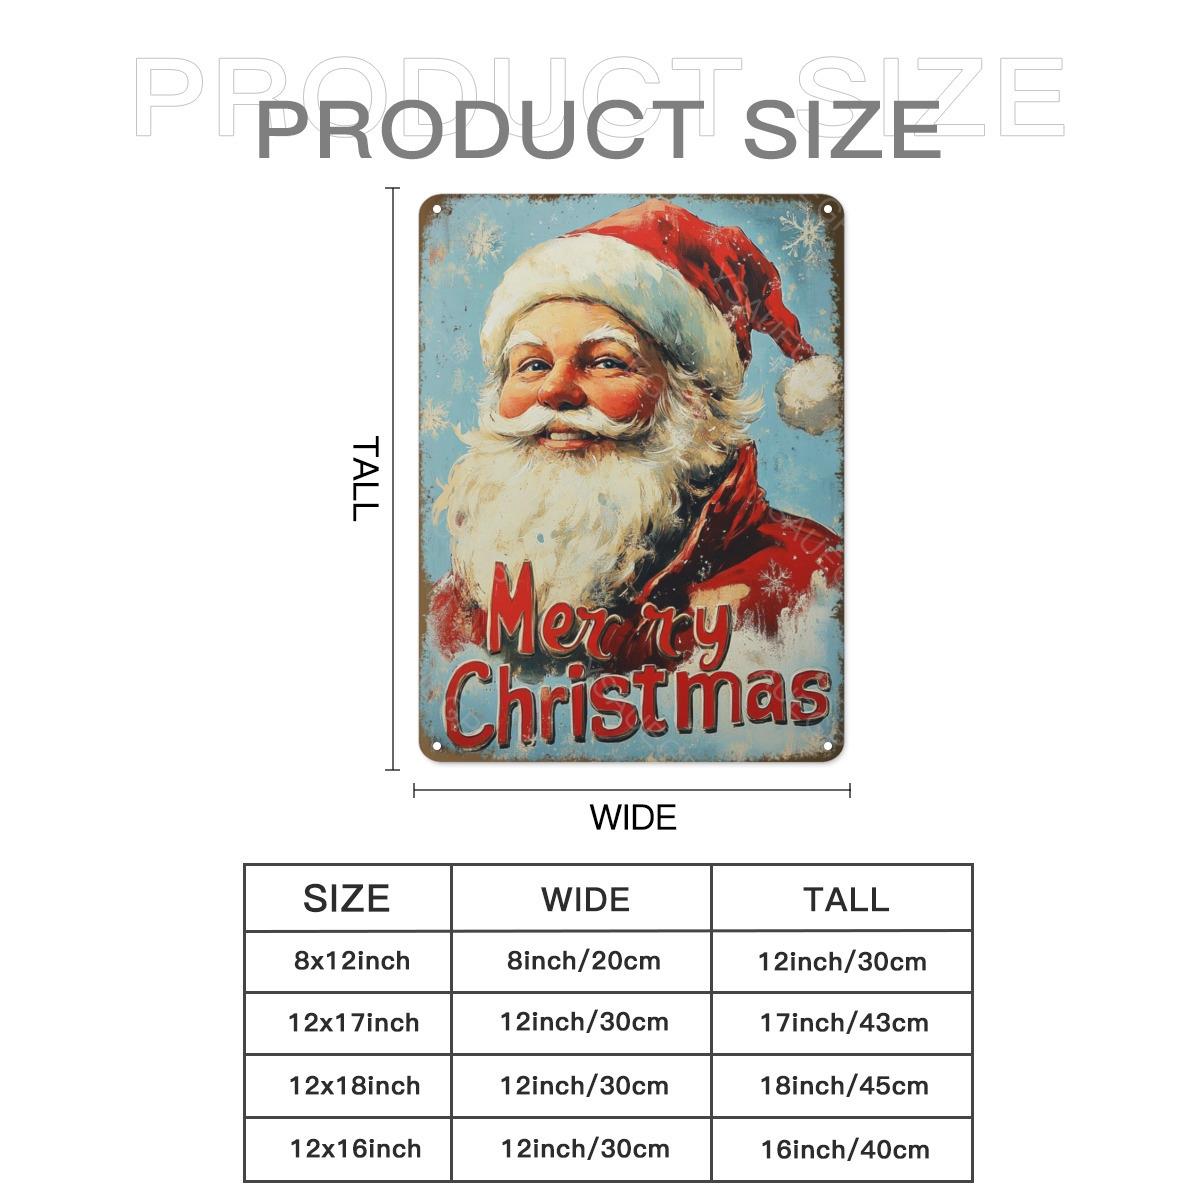 PRODUCT SIZE
PRODUCT SIZE
TALL
Merry
Christmas
WIDE
SIZE WIDE TALL
8x12inch 8inch/20cm 12inch/30cm
12x17inch 12inch/30cm 17inch/43cm
12x18inch 12inch/30cm 18inch/45cm
12x16inch 12inch/30cm 16inch/40cm